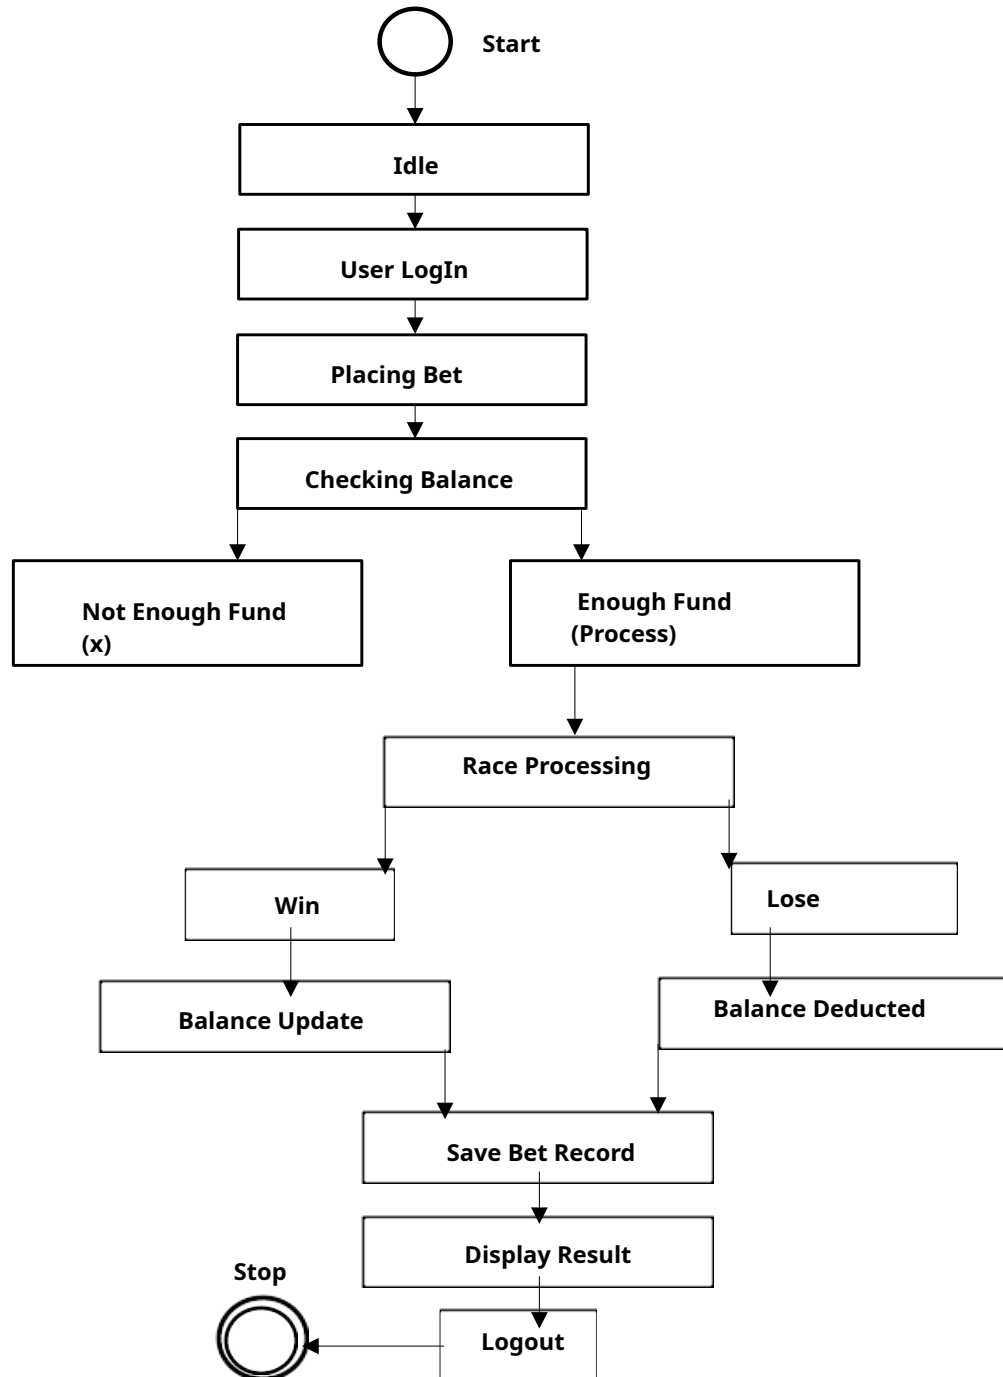 Start
Idle
User LogIn
Placing Bet
Checking Balance
Not Enough Fund
(x)
Enough Fund
(Process)
Race Processing
Win
Lose
Balance Update
Balance Deducted
Save Bet Record
Display Result
Stop
Logout